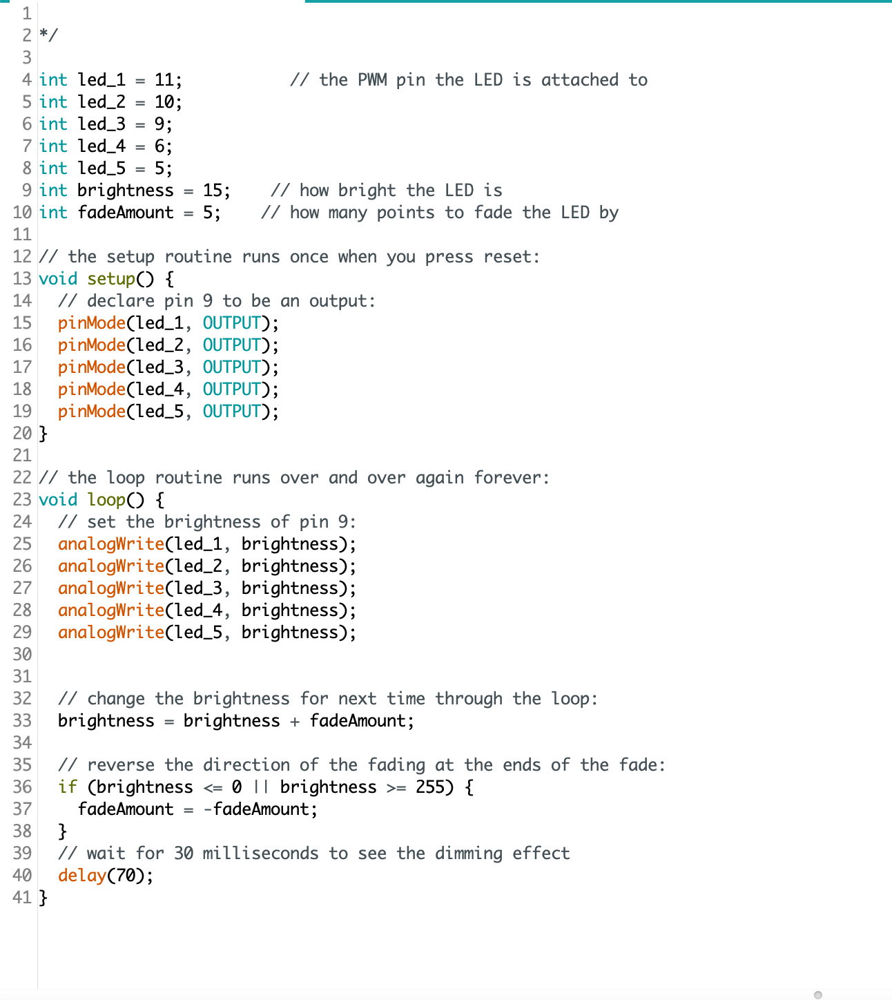 1
2 */
3
4 int led_1 = 11;           // the PWM pin the LED is attached to
5 int led_2 = 10;
6 int led_3 = 9;
7 int led_4 = 6;
8 int led_5 = 5;
9 int brightness = 15;    // how bright the LED is
10 int fadeAmount = 5;    // how many points to fade the LED by
11
12 // the setup routine runs once when you press reset:
13 void setup() {
14   // declare pin 9 to be an output:
15   pinMode(led_1, OUTPUT);
16   pinMode(led_2, OUTPUT);
17   pinMode(led_3, OUTPUT);
18   pinMode(led_4, OUTPUT);
19   pinMode(led_5, OUTPUT);
20 }
21
22 // the loop routine runs over and over again forever:
23 void loop() {
24   // set the brightness of pin 9:
25   analogWrite(led_1, brightness);
26   analogWrite(led_2, brightness);
27   analogWrite(led_3, brightness);
28   analogWrite(led_4, brightness);
29   analogWrite(led_5, brightness);
30
31
32   // change the brightness for next time through the loop:
33   brightness = brightness + fadeAmount;
34
35   // reverse the direction of the fading at the ends of the fade:
36   if (brightness <= 0 || brightness >= 255) {
37     fadeAmount = -fadeAmount;
38   }
39   // wait for 30 milliseconds to see the dimming effect
40   delay(70);
41 }